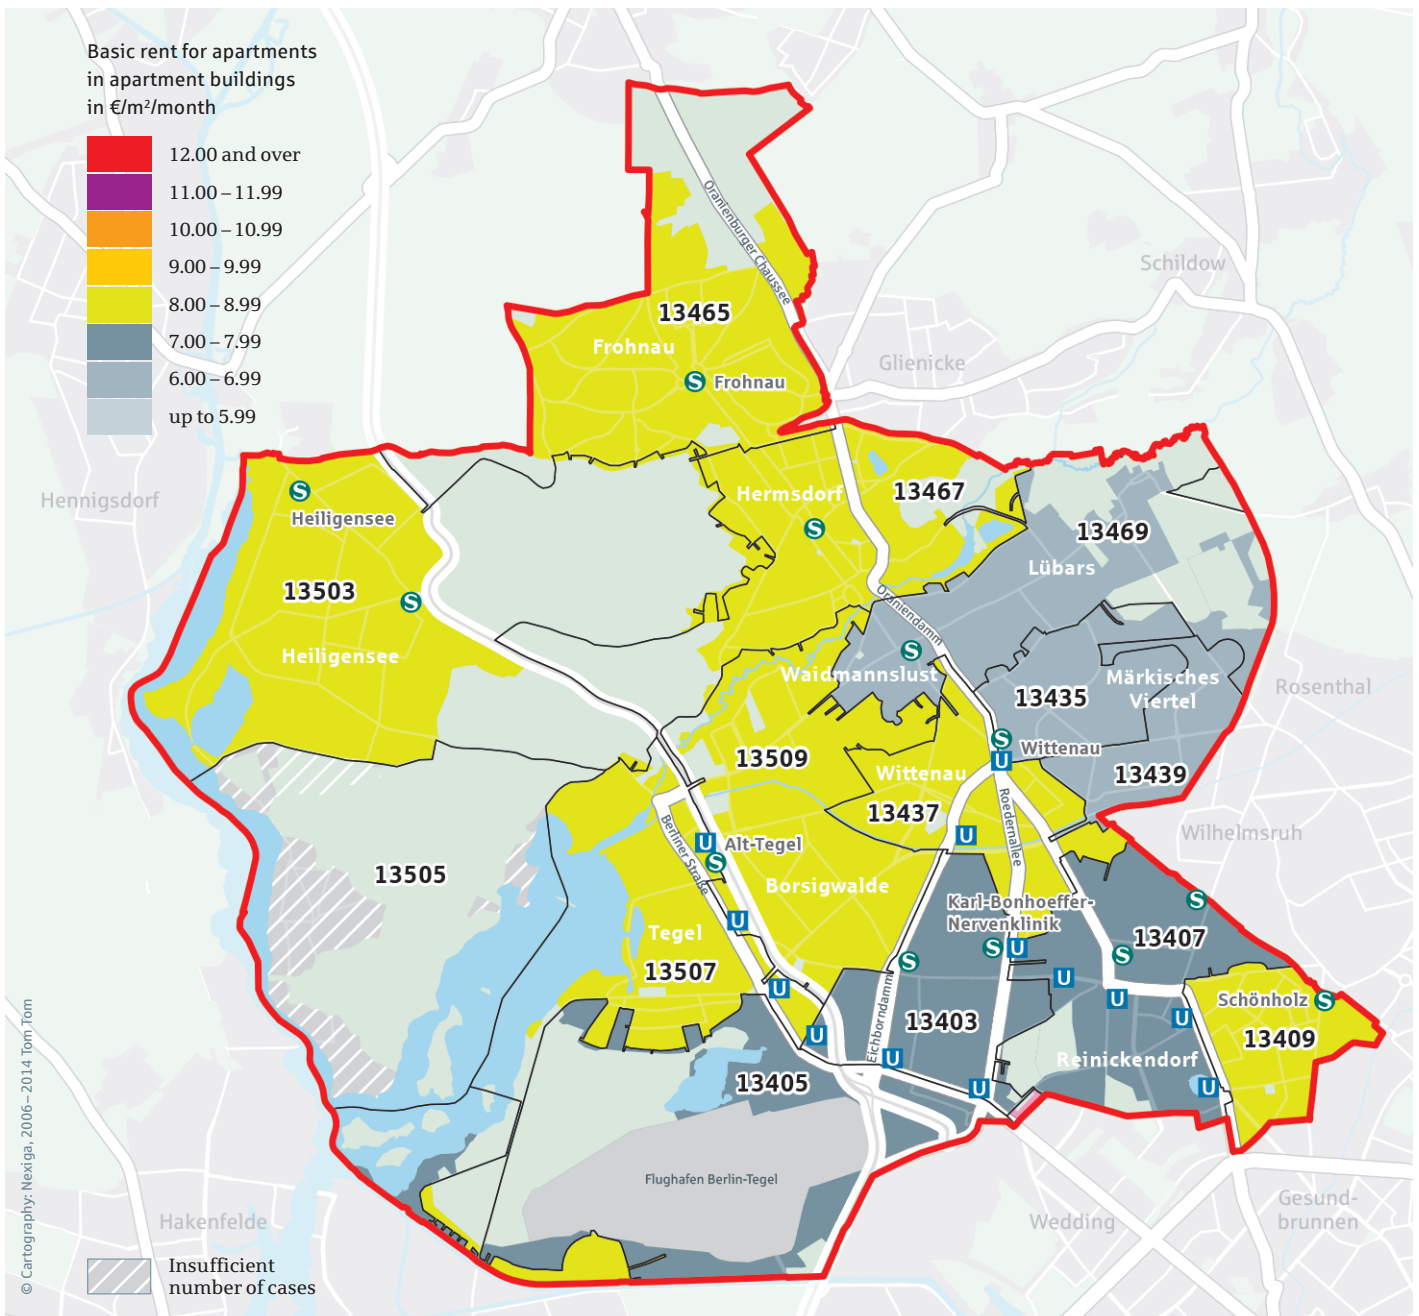 Basic rent for apartments
in apartment buildings
in €/m²/month
12.00 and over
11.00 – 11.99
10.00 – 10.99
9.00 – 9.99
8.00 – 8.99
7.00 – 7.99
6.00 – 6.99
up to 5.99
Oranienburger Chaussee
Schildow
13465
Frohnau
Glienicke
S Frohnau
Hennigsdorf
S
Heiligensee
Hermsdorf
13467
S
13469
Lübars
13503
S
Heiligensee
Oraniendamm
S
Waidmannslust
13435
Märkisches
Viertel
Rosenthal
S
Wittenau
U
13509
Wittenau
13439
13437
Roedernallee
Wilhelmsruh
Berliner Straße
U
Alt-Tegel
S
U
13505
Borsigwalde
Karl-Bonhoeffer-
Nervenklinik
S
U
Tegel
13507
S
S
U
13407
S
U
U
U
Schönholz
S
13403
U
U
13409
Eichborndamm
U
Reinickendorf
13405
U
U
Flughafen Berlin-Tegel
Hakenfelde
Wedding
Gesund-
brunnen
Insufficient
number of cases
© Cartography: Nexiga, 2006 – 2014 Tom Tom